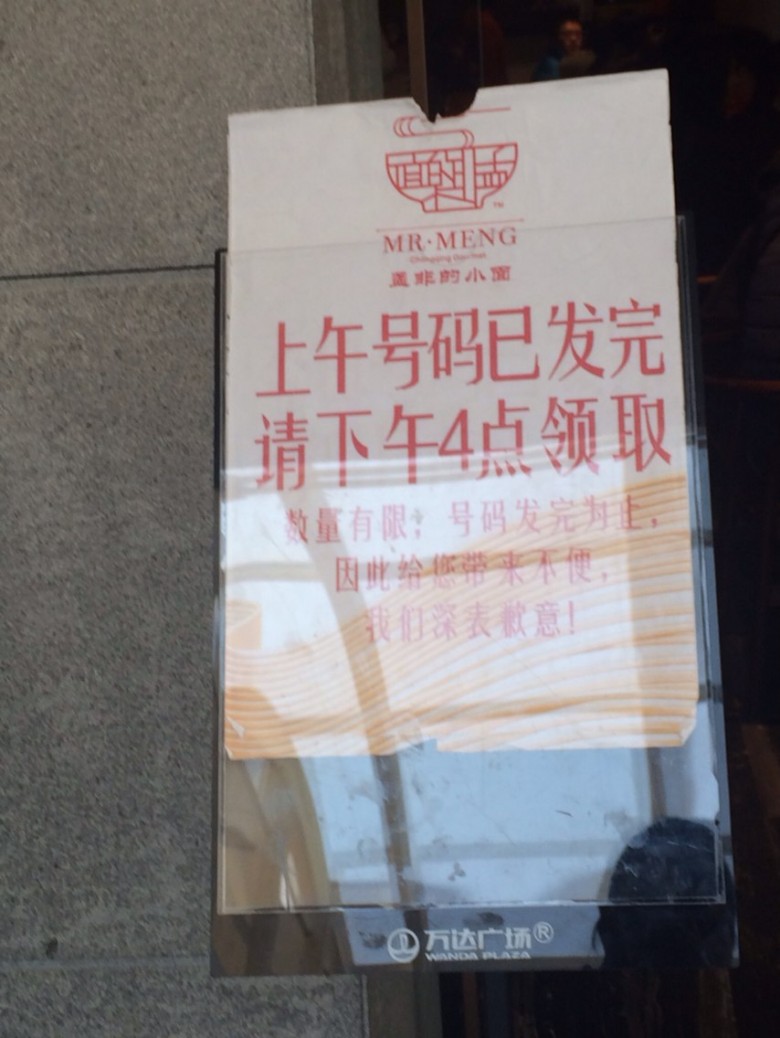 MR·MENG
Chongqing Gourmet
孟非的小面
上午号码已发完
请下午4点领取
数量有限；号码发完为止，
因此给您带来不便，
我们深表歉意！
万达广场®
WANDA PLAZA